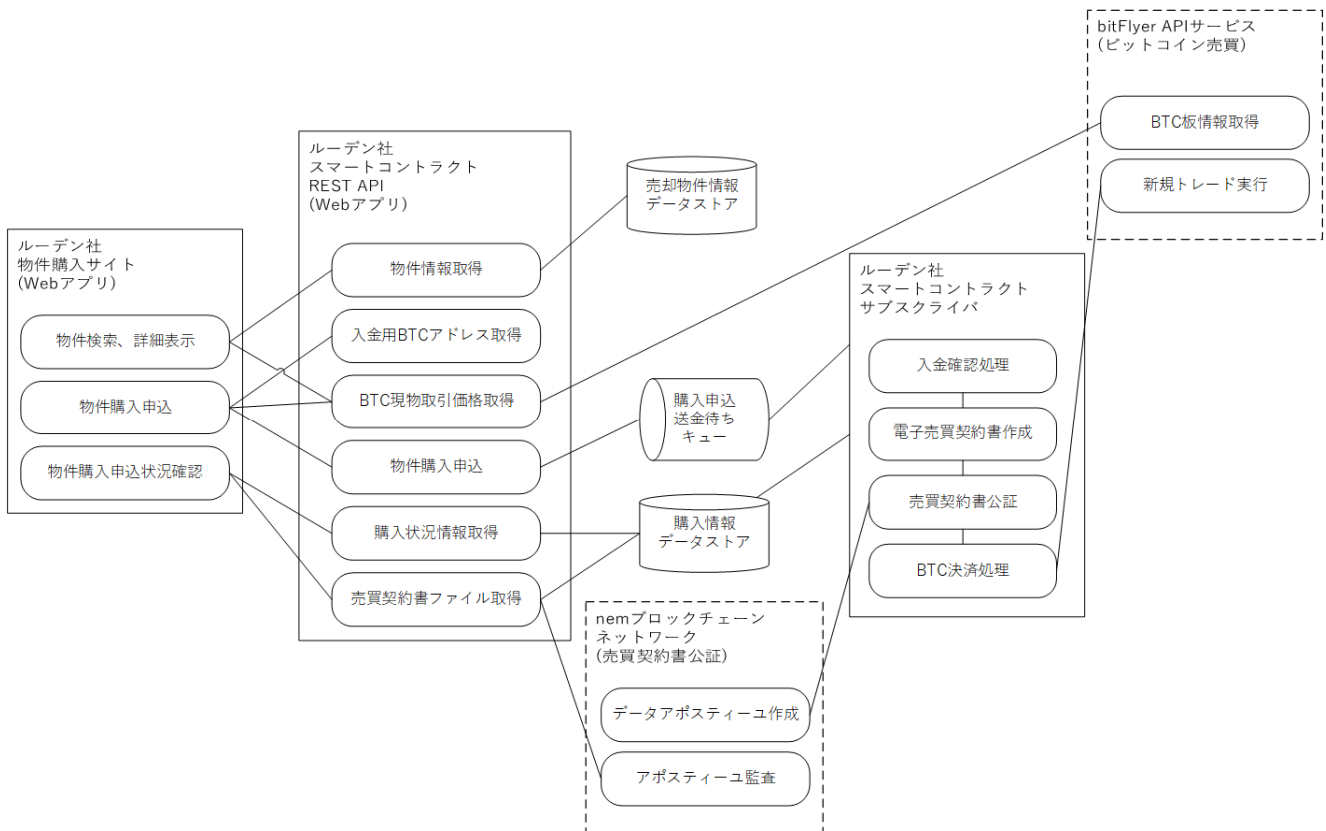 ルーデン社
物件購入サイト
(Webアプリ)
物件検索、詳細表示
物件購入申込
物件購入申込状況確認
ルーデン社
スマートコントラクト
REST API
(Webアプリ)
物件情報取得
入金用BTCアドレス取得
BTC現物取引価格取得
物件購入申込
購入状況情報取得
売買契約書ファイル取得
売却物件情報
データストア
購入申込
送金待ち
キュー
購入情報
データストア
nemブロックチェーン
ネットワーク
(売買契約書公証)
データアポスティーユ作成
アポスティーユ監査
ルーデン社
スマートコントラクト
サブスクライバ
入金確認処理
電子売買契約書作成
売買契約書公証
BTC決済処理
bitFlyer APIサービス
(ビットコイン売買)
BTC板情報取得
新規トレード実行